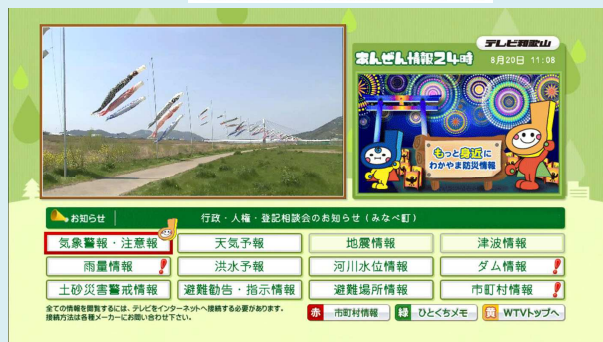 テレビ和歌山
あんぜん情報24時
8月20日 11:08
もっと身近に
わかやま防災情報
お知らせ
行政・人権・登記相談会のお知らせ(みなべ町)
気象警報・注意報
天気予報
地震情報
津波情報
雨量情報
洪水予報
河川水位情報
ダム情報
土砂災害警戒情報
避難勧告・指示情報
避難場所情報
市町村情報
全ての情報を閲覧するには、テレビをインターネットへ接続する必要があります。
接続方法は各種メーカーにお問い合わせ下さい。
赤 市町村情報 緑 ひとくちメモ 黄 WTVトップへ